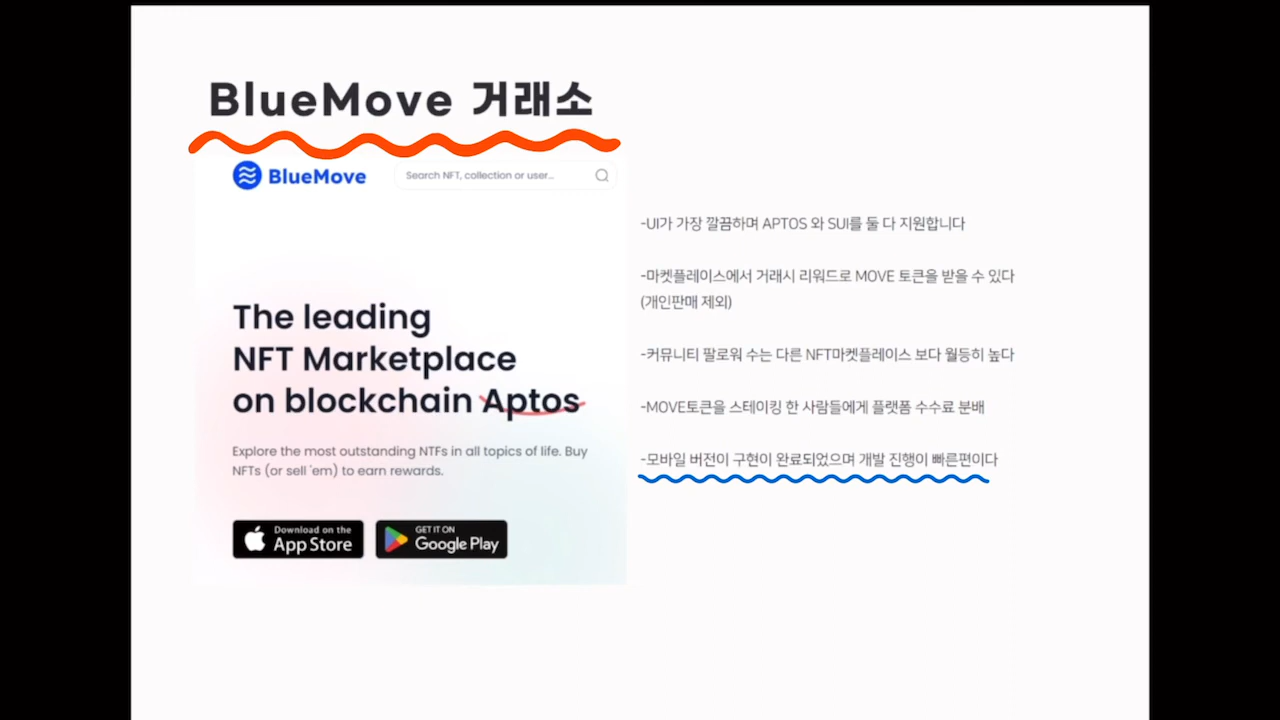 BlueMove 거래소
BlueMove
Search NFT, collection or user...
The leading
NFT Marketplace
on blockchain Aptos
Explore the most outstanding NTFs in all topics of life. Buy
NFTs (or sell 'em) to earn rewards.
Download on the
App Store
GET IT ON
Google Play
-UI가 가장 깔끔하며 APTOS 와 SUI를 둘 다 지원합니다
-마켓플레이스에서 거래시 리워드로 MOVE 토큰을 받을 수 있다
(개인판매 제외)
-커뮤니티 팔로워 수는 다른 NFT마켓플레이스 보다 월등히 높다
-MOVE토큰을 스테이킹 한 사람들에게 플랫폼 수수료 분배
-모바일 버전이 구현이 완료되었으며 개발 진행이 빠른편이다